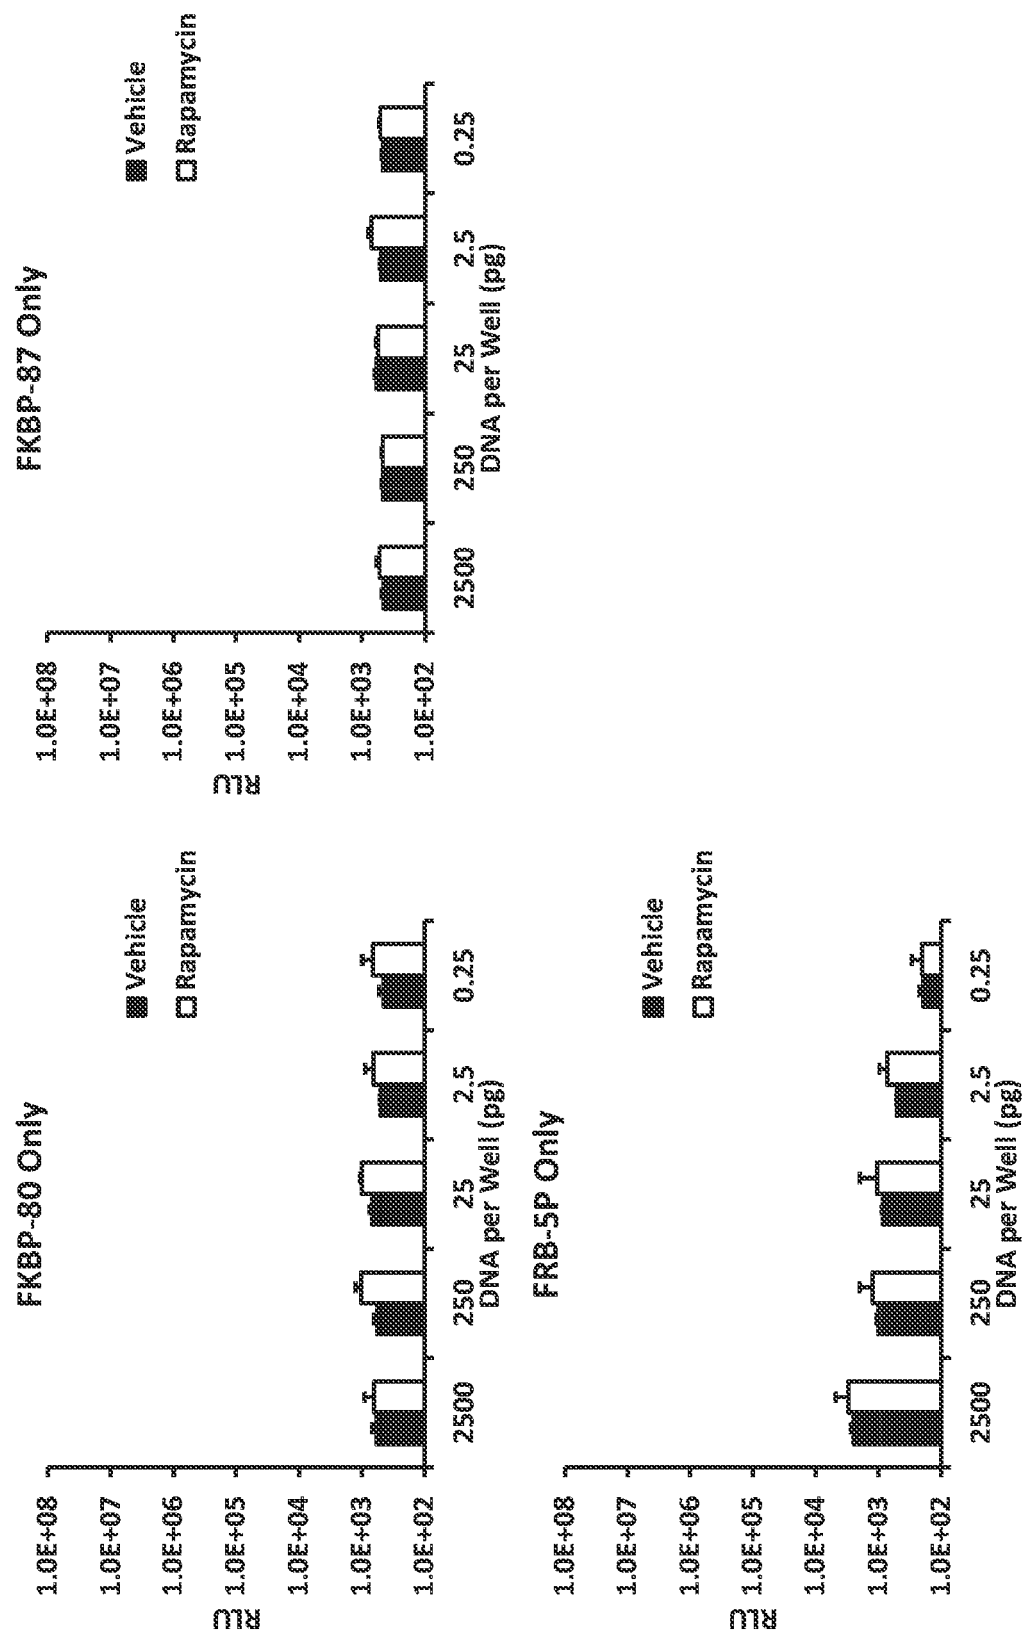 FKBP-80 Only
1.0E+08
1.0E+07
1.0E+06
1.0E+05
1.0E+04
1.0E+03
1.0E+02
RLU
Vehicle
Rapamycin
2500 250 25 2.5 0.25
DNA per Well (pg)
FKBP-87 Only
1.0E+08
1.0E+07
1.0E+06
1.0E+05
1.0E+04
1.0E+03
1.0E+02
RLU
Vehicle
Rapamycin
2500 250 25 2.5 0.25
DNA per Well (pg)
FRB-5P Only
1.0E+08
1.0E+07
1.0E+06
1.0E+05
1.0E+04
1.0E+03
1.0E+02
RLU
Vehicle
Rapamycin
2500 250 25 2.5 0.25
DNA per Well (pg)